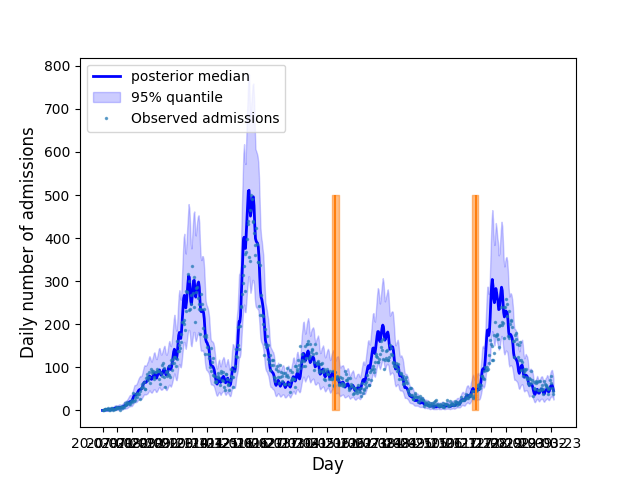 800
700
600
500
400
300
200
100
0
Daily number of admissions
posterior median
95% quantile
Observed admissions
Day